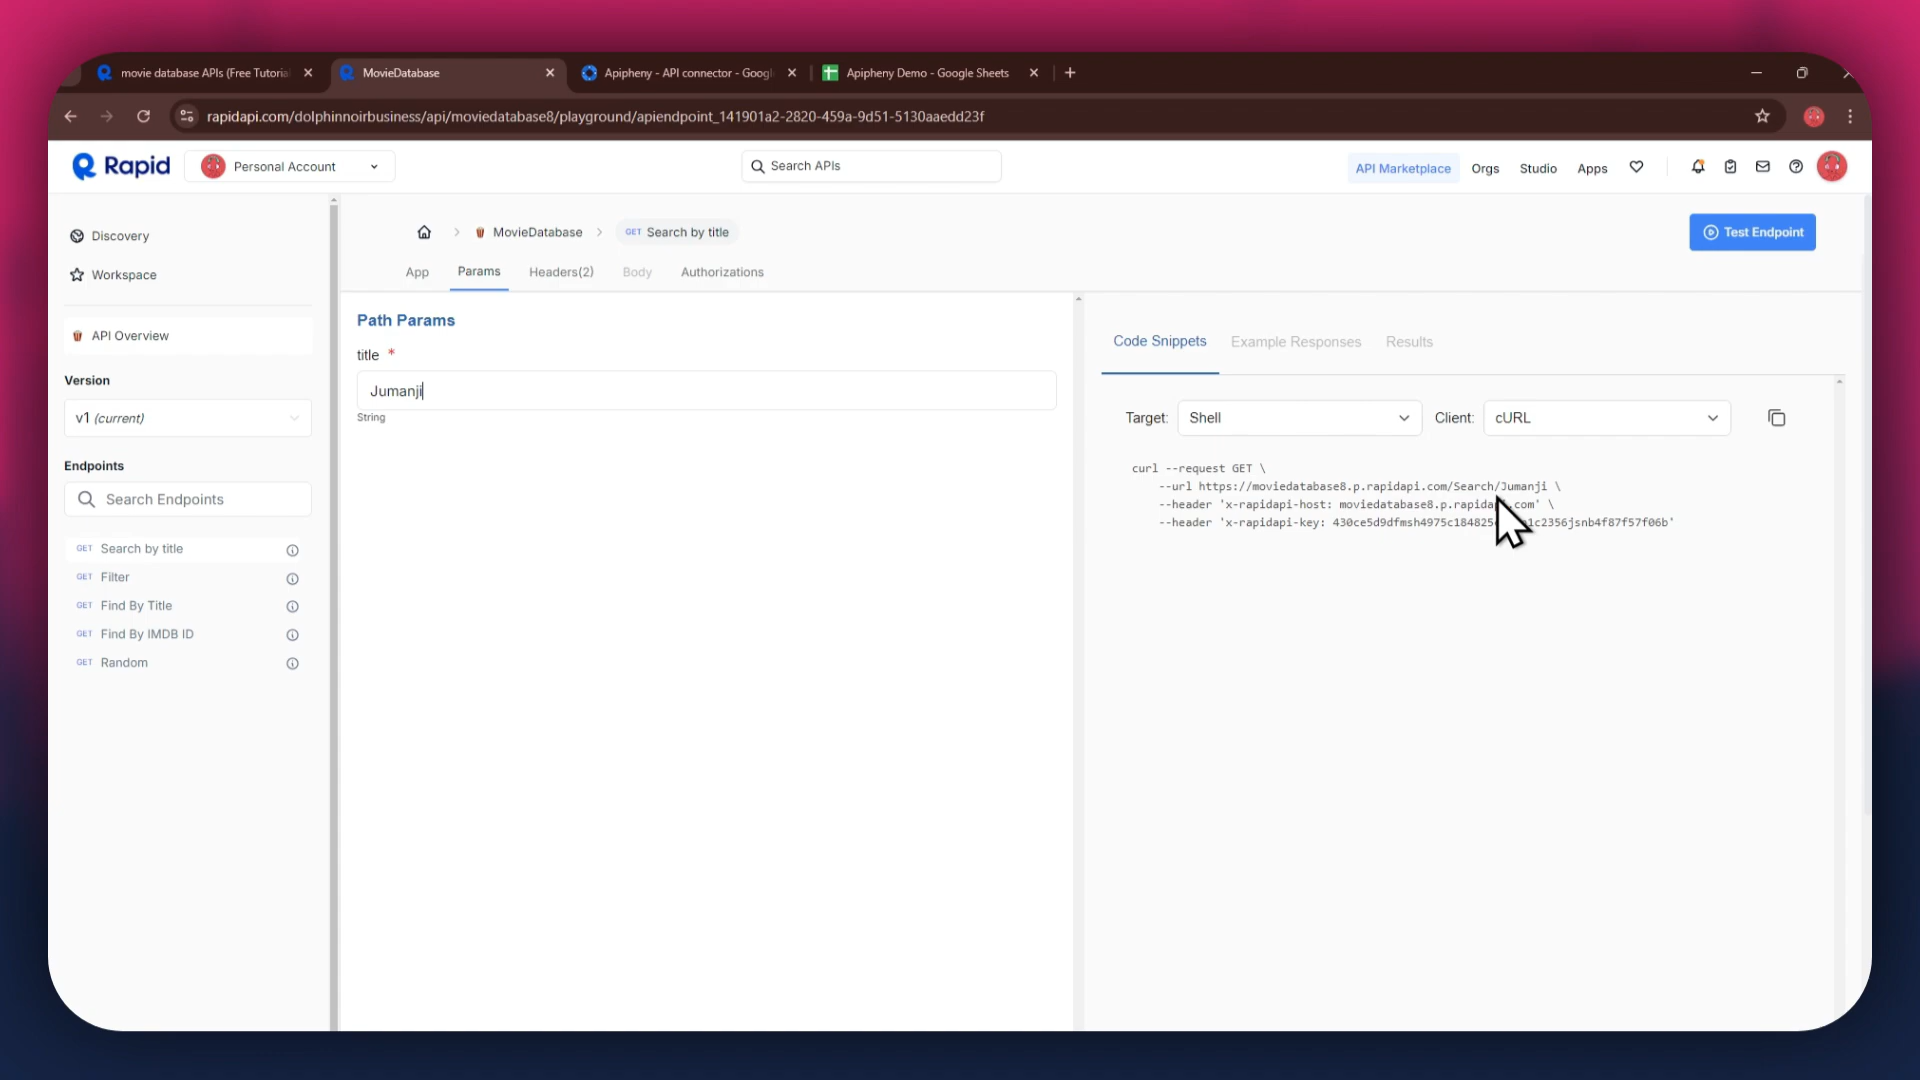 movie database APIs (Free Tutoria
MovieDatabase
Apipheny - API connector - Googl
Apipheny Demo - Google Sheets
rapidapi.com/dolphinnoirbusiness/api/moviedatabase8/playground/apiendpoint_141901a2-2820-459a-9d51-5130aaedd23f
Rapid
Personal Account
Search APIs
API Marketplace
Orgs
Studio
Apps
Discovery
Workspace
API Overview
Version
v1 (current)
Endpoints
Search Endpoints
GET Search by title
GET Filter
GET Find By Title
GET Find By IMDB ID
GET Random
MovieDatabase
GET Search by title
Test Endpoint
App
Params
Headers(2)
Body
Authorizations
Path Params
title *
Jumanji
String
Code Snippets
Example Responses
Results
Target:
Shell
Client:
cURL
curl --request GET \
--url https://moviedatabase8.p.rapidapi.com/Search/Jumanji \
--header 'x-rapidapi-host: moviedatabase8.p.rapida .com' \
--header 'x-rapidapi-key: 430ce5d9dfmsh4975c184825 1c2356jsnb4f87f57f06b'